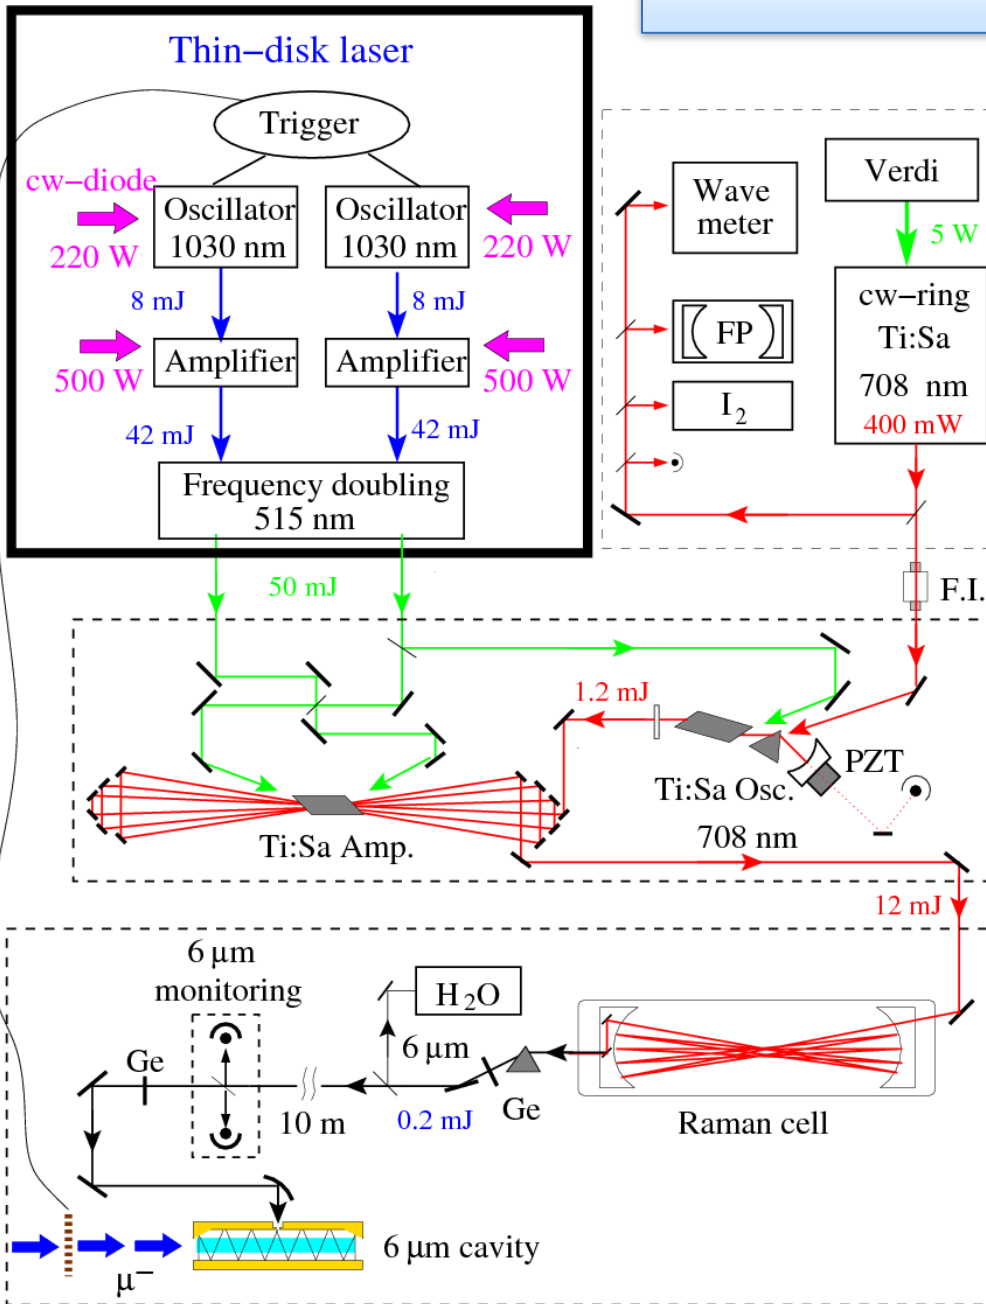 Thin-disk laser
Trigger
cw-diode
Oscillator
1030 nm
Oscillator
1030 nm
220 W
220 W
8 mJ
8 mJ
Amplifier
Amplifier
500 W
500 W
42 mJ
42 mJ
Frequency doubling
515 nm
50 mJ
Wave
meter
Verdi
5 W
FP
cw-ring
Ti:Sa
708 nm
400 mW
I₂
F.I.
1.2 mJ
PZT
Ti:Sa Osc.
Ti:Sa Amp.
708 nm
12 mJ
6 µm
monitoring
H₂O
6 µm
Ge
Ge
10 m
0.2 mJ
Raman cell
6 µm cavity
µ⁻